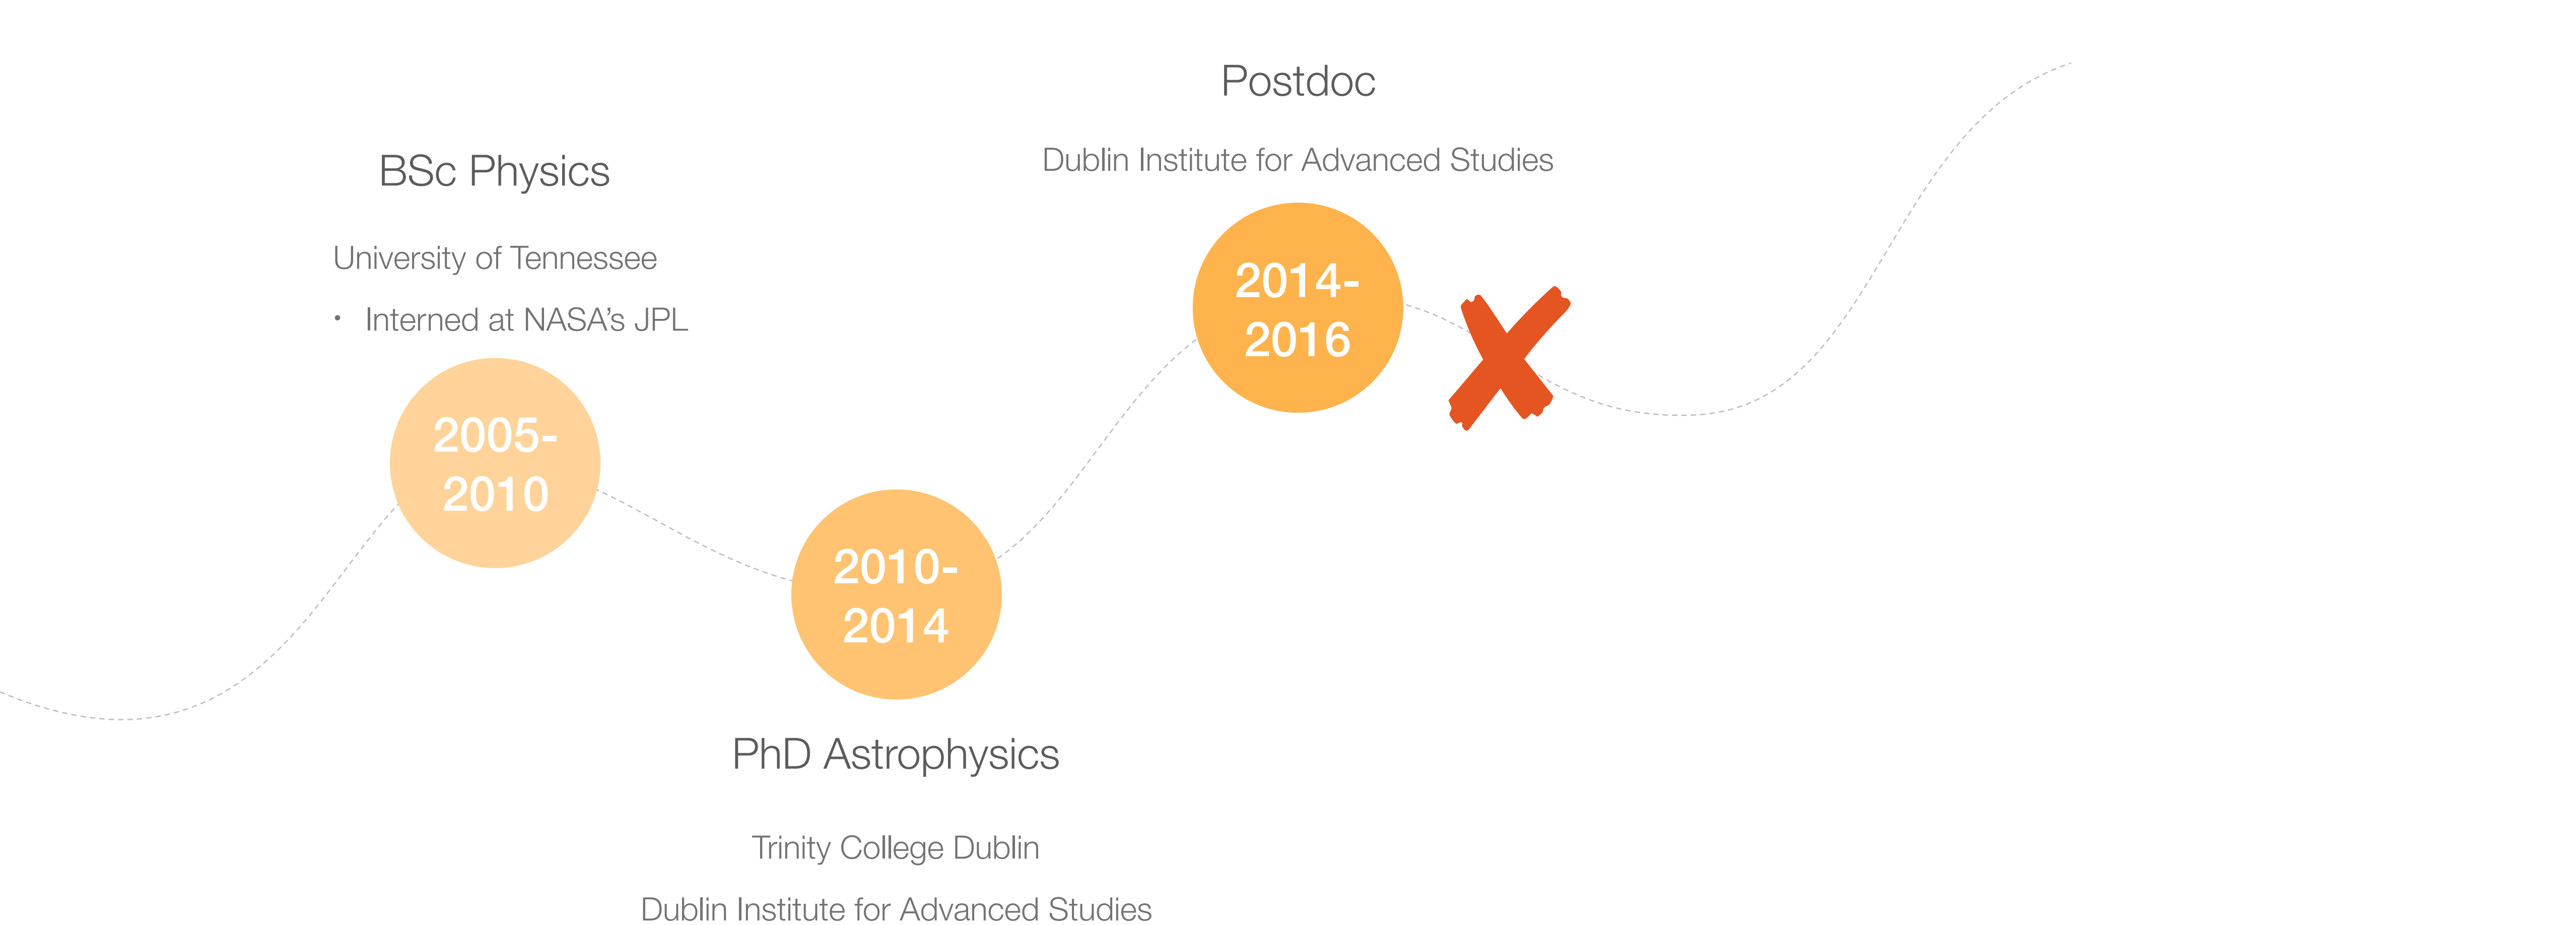 BSc Physics
University of Tennessee
• Interned at NASA’s JPL
2005-
2010
2010-
2014
PhD Astrophysics
Trinity College Dublin
Dublin Institute for Advanced Studies
Postdoc
Dublin Institute for Advanced Studies
2014-
2016